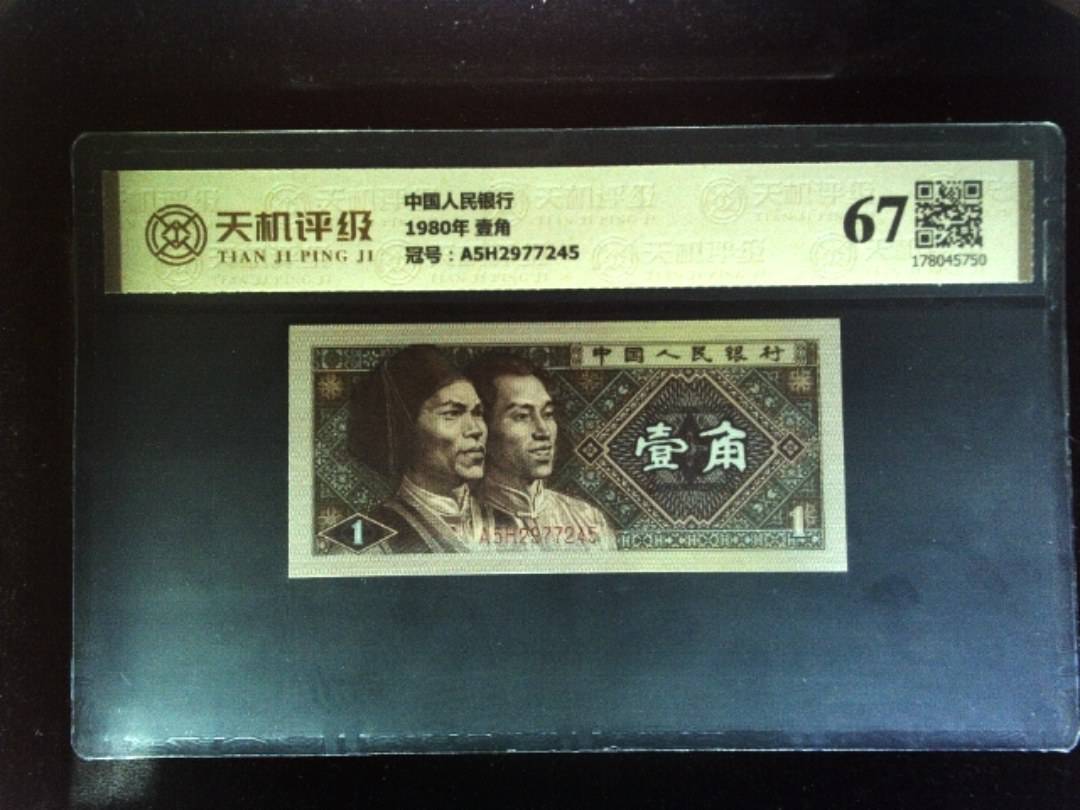 天机评级
TIAN JI PING JI
中国人民银行
1980年 壹角
冠号：A5H2977245
67
178045750
中国人民银行
壹角
1
1
A5H2977245